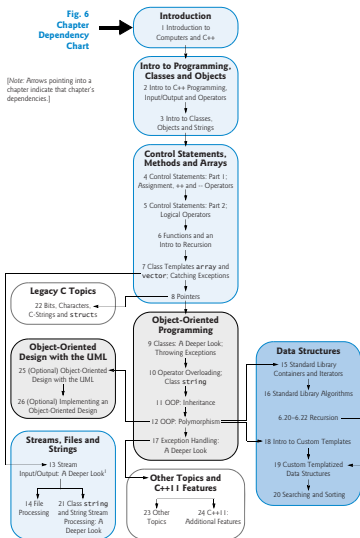 Fig. 6
Chapter
Dependency
Chart
[Note: Arrows pointing into a
chapter indicate that chapter's
dependencies.]
Introduction
1 Introduction to
Computers and C++
Intro to Programming,
Classes and Objects
2 Intro to C++ Programming,
Input/Output and Operators
3 Intro to Classes,
Objects and Strings
Control Statements,
Methods and Arrays
4 Control Statements: Part 1;
Assignment, ++ and -- Operators
5 Control Statements: Part 2;
Logical Operators
6 Functions and an
Intro to Recursion
7 Class Templates array and
vector; Catching Exceptions
8 Pointers
Legacy C Topics
22 Bits, Characters,
C-Strings and structs
Object-Oriented
Programming
9 Classes: A Deeper Look;
Throwing Exceptions
10 Operator Overloading;
Class string
11 OOP: Inheritance
12 OOP: Polymorphism
17 Exception Handling:
A Deeper Look
Object-Oriented
Design with the UML
25 (Optional) Object-Oriented
Design with the UML
26 (Optional) Implementing an
Object-Oriented Design
Data Structures
15 Standard Library
Containers and Iterators
16 Standard Library Algorithms
6.20–6.22 Recursion
18 Intro to Custom Templates
19 Custom Templatized
Data Structures
20 Searching and Sorting
Streams, Files and
Strings
13 Stream
Input/Output: A Deeper Look1
14 File
Processing
21 Class string
and String Stream
Processing: A
Deeper Look
Other Topics and
C++11 Features
23 Other
Topics
24 C++11:
Additional Features